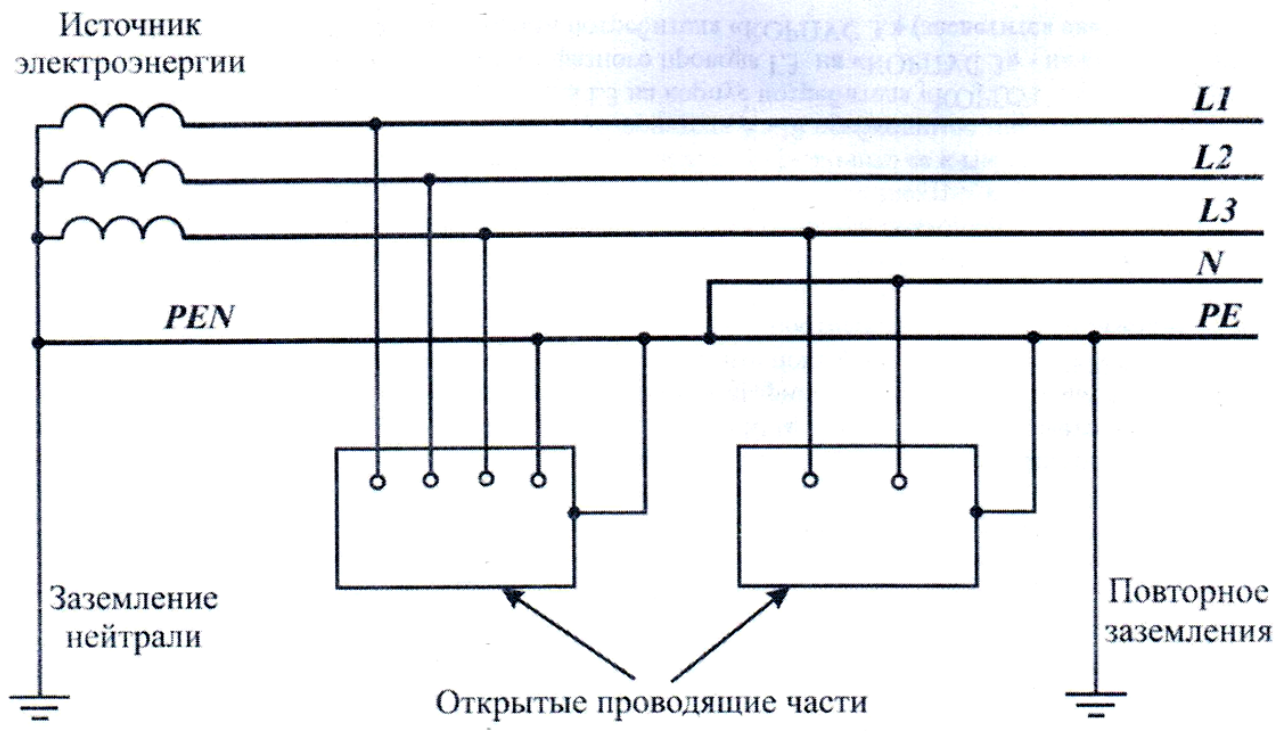 Источник
электроэнергии
L1
L2
L3
N
PEN
PE
Заземление
нейтрали
Повторное
заземления
Открытые проводящие части